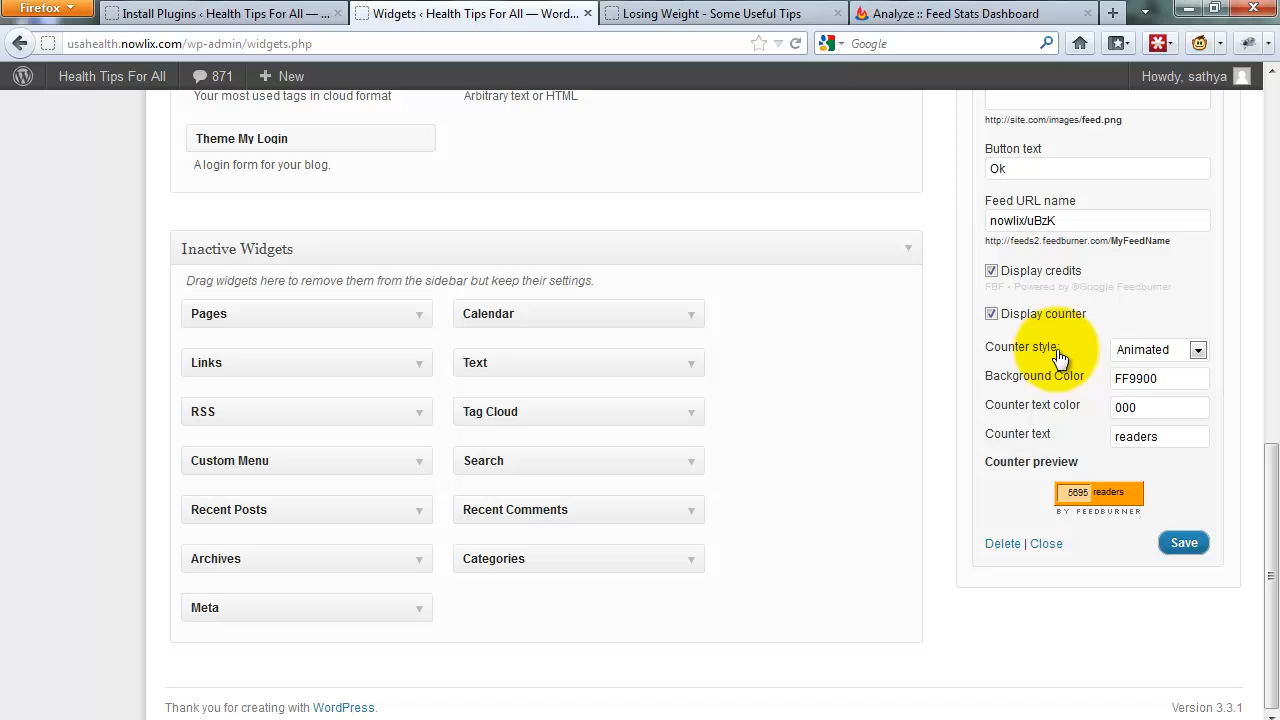 Firefox
Install Plugins ‹ Health Tips For All — ...
Widgets ‹ Health Tips For All — Word...
Losing Weight - Some Useful Tips
Analyze :: Feed Stats Dashboard
usahealth.nowlix.com/wp-admin/widgets.php
Google
Health Tips For All
871
New
Howdy, sathya
Your most used tags in cloud format
Arbitrary text or HTML
Theme My Login
A login form for your blog.
Inactive Widgets
Drag widgets here to remove them from the sidebar but keep their settings.
Pages
Calendar
Links
Text
RSS
Tag Cloud
Custom Menu
Search
Recent Posts
Recent Comments
Archives
Categories
Meta
http://site.com/images/feed.png
Button text
Ok
Feed URL name
nowlix/uBzK
http://feeds2.feedburner.com/MyFeedName
Display credits
FBF - Powered by ®Google Feedburner
Display counter
Counter style:
Animated
Background Color
FF9900
Counter text color
000
Counter text
readers
Counter preview
5695 readers
BY FEEDBURNER
Delete | Close
Save
Thank you for creating with WordPress.
Version 3.3.1